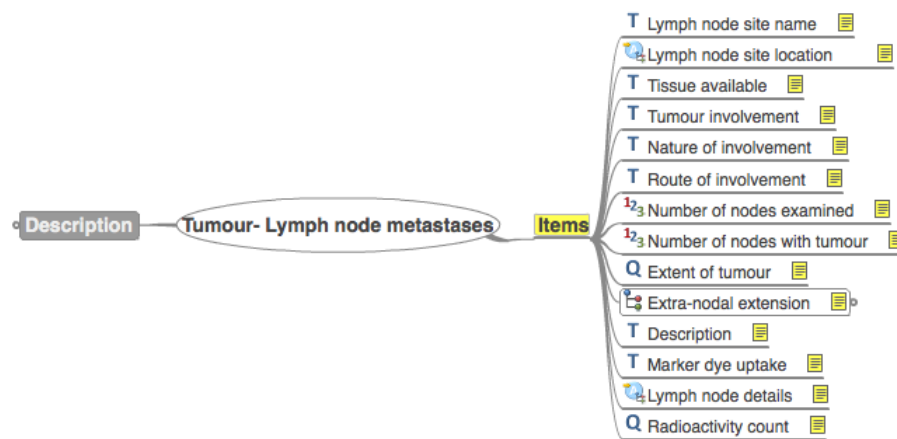 Description
Tumour- Lymph node metastases
Items
T Lymph node site name
Lymph node site location
T Tissue available
T Tumour involvement
T Nature of involvement
T Route of involvement
123 Number of nodes examined
123 Number of nodes with tumour
Q Extent of tumour
Extra-nodal extension
T Description
T Marker dye uptake
Lymph node details
Q Radioactivity count